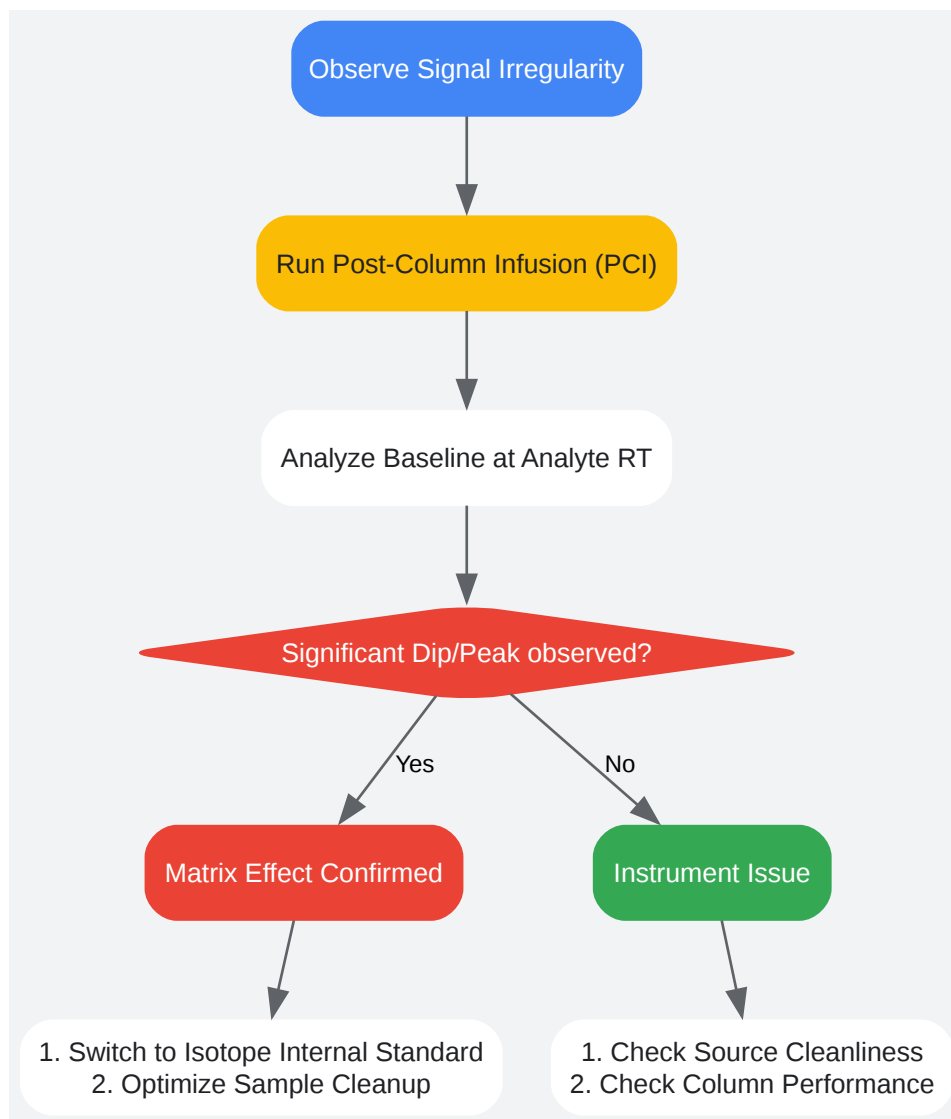 Observe Signal Irregularity
Run Post-Column Infusion (PCI)
Analyze Baseline at Analyte RT
Significant Dip/Peak observed?
Yes
No
Matrix Effect Confirmed
Instrument Issue
1. Switch to Isotope Internal Standard
2. Optimize Sample Cleanup
1. Check Source Cleanliness
2. Check Column Performance